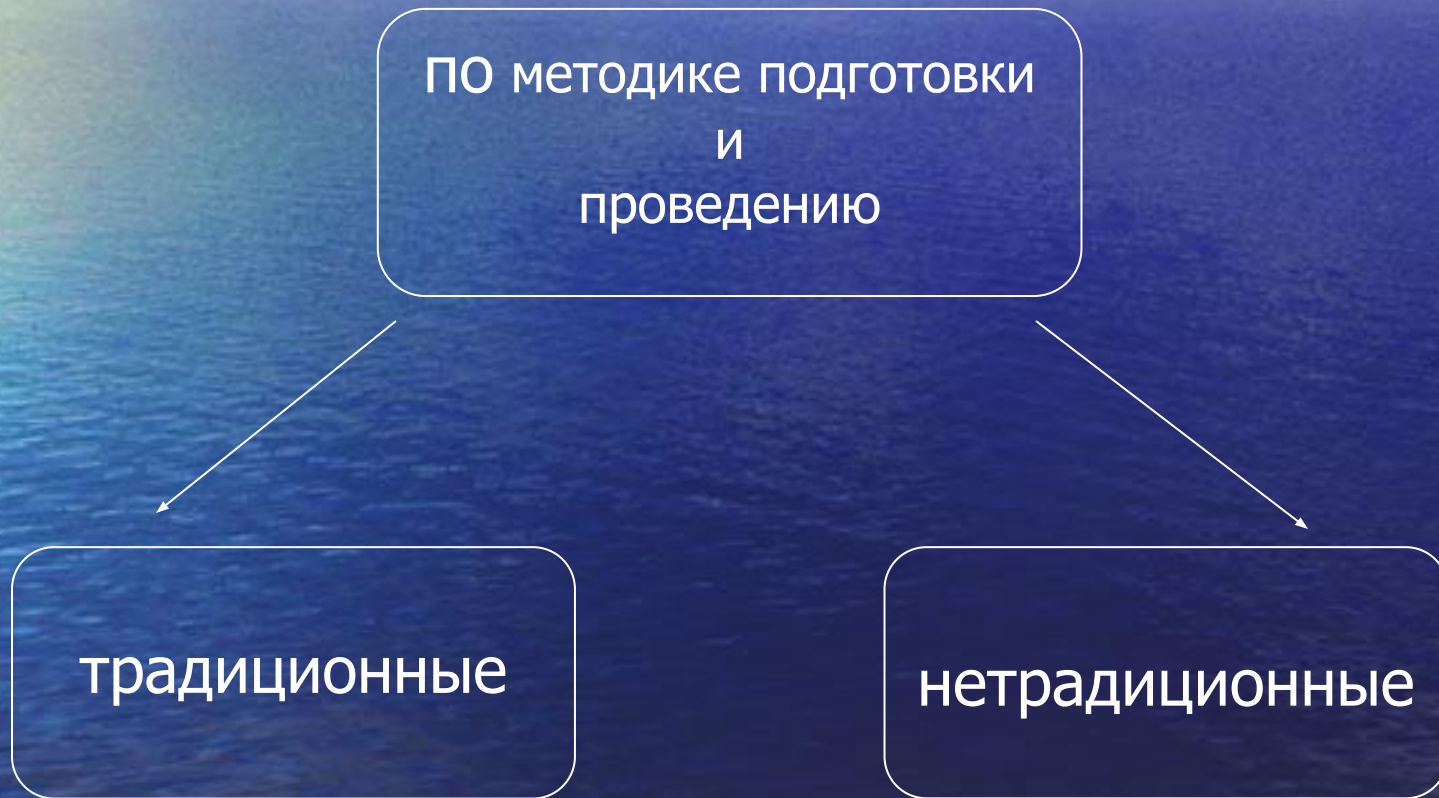 по методике подготовки
и
проведению
традиционные
нетрадиционные